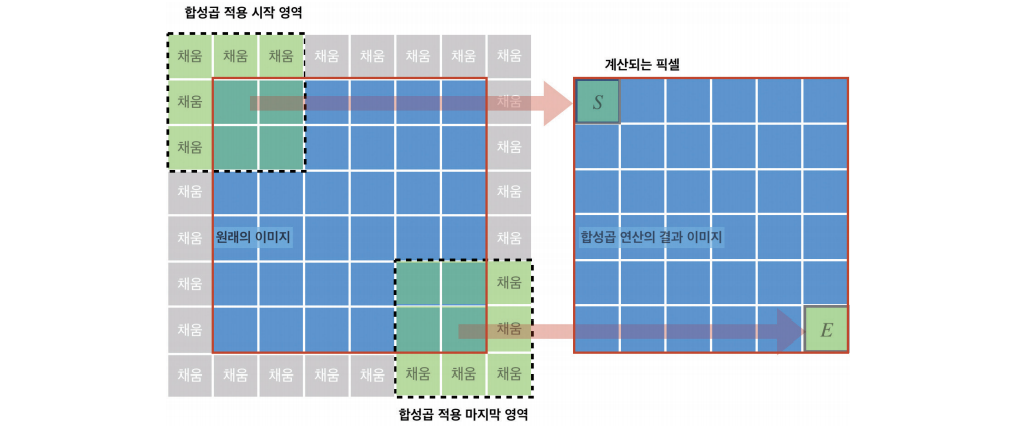 합성곱 적용 시작 영역
채움 채움 채움 채움 채움 채움 채움 채움
계산되는 픽셀
채움 채움 S
채움 채움
채움 채움
채움 원래의 이미지 채움 합성곱 연산의 결과 이미지
채움 채움
채움 채움 E
채움 채움 채움 채움 채움 채움 채움 채움
합성곱 적용 마지막 영역